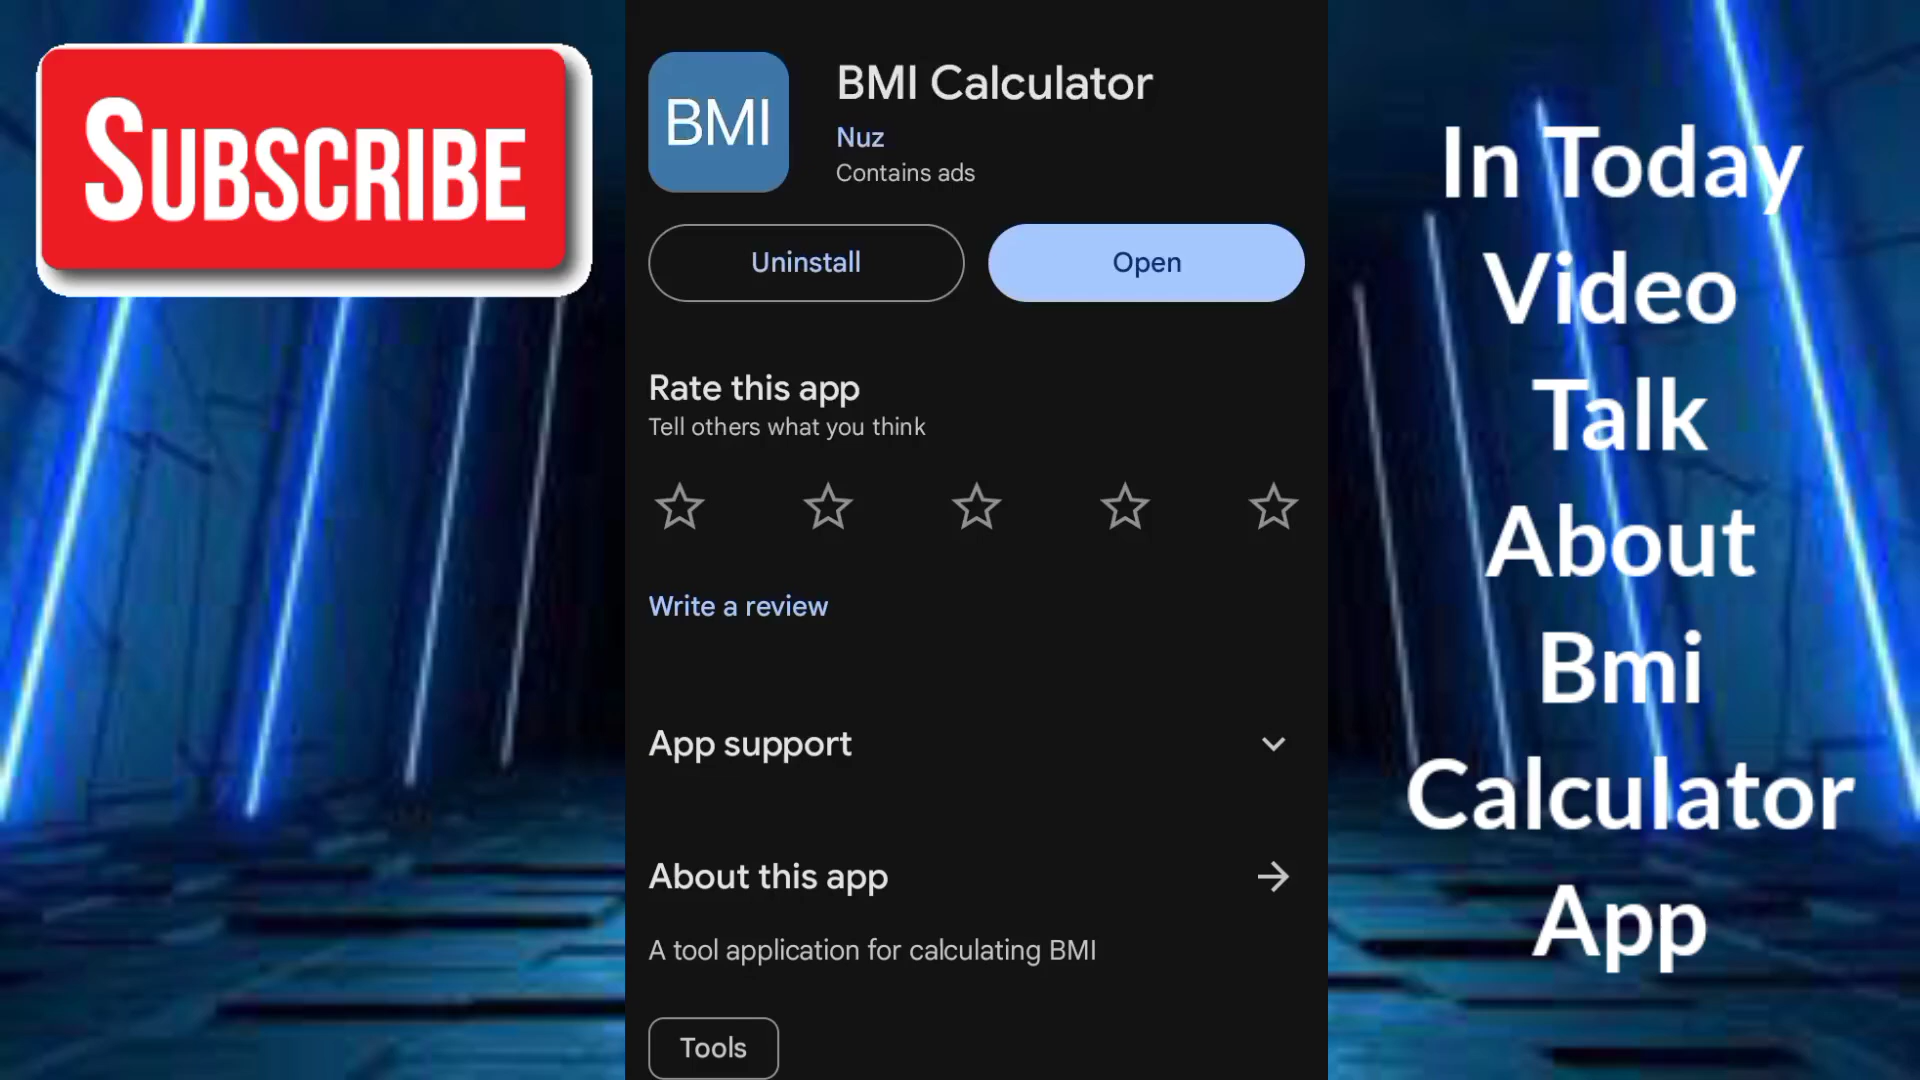 SUBSCRIBE
BMI
BMI Calculator
Nuz
Contains ads
Uninstall
Open
Rate this app
Tell others what you think
Write a review
App support
About this app
A tool application for calculating BMI
Tools
In Today
Video
Talk
About
Bmi
Calculator
App